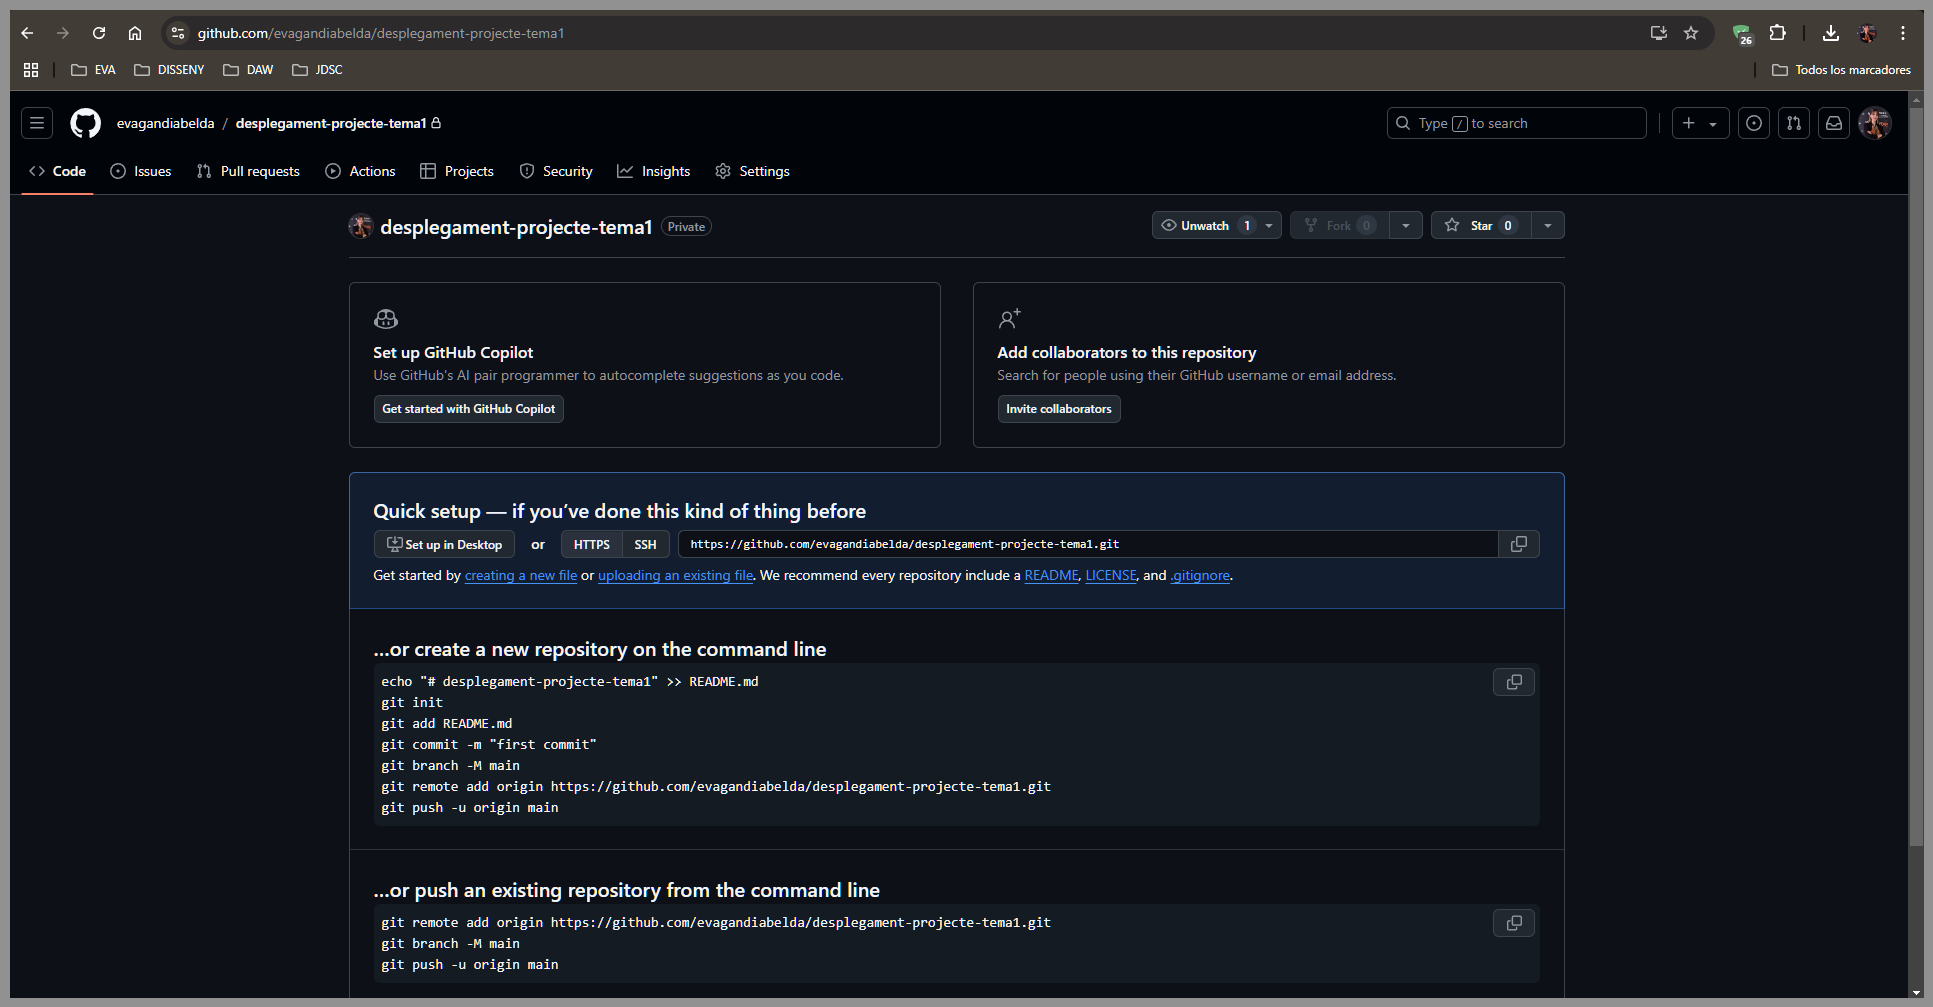 github.com/evagandiabelda/desplegament-projecte-tema1
26
EVA DISSENY DAW JDSC Todos los marcadores
evagandiabelda / desplegament-projecte-tema1
Type / to search
Code Issues Pull requests Actions Projects Security Insights Settings
desplegament-projecte-tema1 Private
Unwatch 1 Fork 0 Star 0
Set up GitHub Copilot
Use GitHub's AI pair programmer to autocomplete suggestions as you code.
Get started with GitHub Copilot
Add collaborators to this repository
Search for people using their GitHub username or email address.
Invite collaborators
Quick setup — if you’ve done this kind of thing before
Set up in Desktop or HTTPS SSH https://github.com/evagandiabelda/desplegament-projecte-tema1.git
Get started by creating a new file or uploading an existing file. We recommend every repository include a README, LICENSE, and .gitignore.
…or create a new repository on the command line
echo "# desplegament-projecte-tema1" >> README.md
git init
git add README.md
git commit -m "first commit"
git branch -M main
git remote add origin https://github.com/evagandiabelda/desplegament-projecte-tema1.git
git push -u origin main
…or push an existing repository from the command line
git remote add origin https://github.com/evagandiabelda/desplegament-projecte-tema1.git
git branch -M main
git push -u origin main